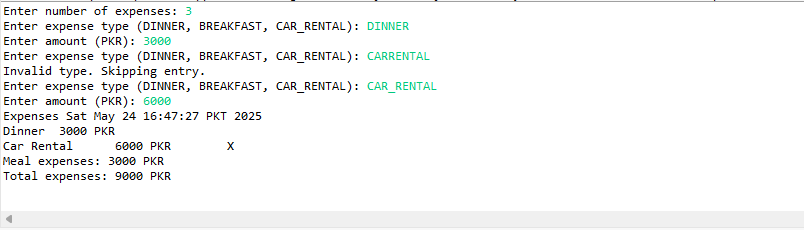 Enter number of expenses: 3
Enter expense type (DINNER, BREAKFAST, CAR_RENTAL): DINNER
Enter amount (PKR): 3000
Enter expense type (DINNER, BREAKFAST, CAR_RENTAL): CARRENTAL
Invalid type. Skipping entry.
Enter expense type (DINNER, BREAKFAST, CAR_RENTAL): CAR_RENTAL
Enter amount (PKR): 6000
Expenses Sat May 24 16:47:27 PKT 2025
Dinner  3000 PKR
Car Rental      6000 PKR        X
Meal expenses: 3000 PKR
Total expenses: 9000 PKR